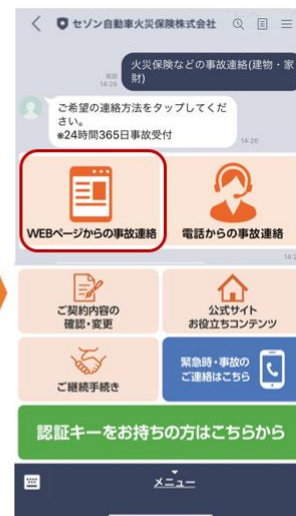 セゾン自動車火災保険株式会社
火災保険などの事故連絡(建物・家
財)
既読
14:26
ご希望の連絡方法をタップしてくだ
さい。
*24時間365日事故受付
14:26
WEBページからの事故連絡
電話からの事故連絡
ご契約内容の
確認・変更
公式サイト
お役立ちコンテンツ
ご継続手続き
緊急時・事故の
ご連絡はこちら
認証キーをお持ちの方はこちらから
メニュー